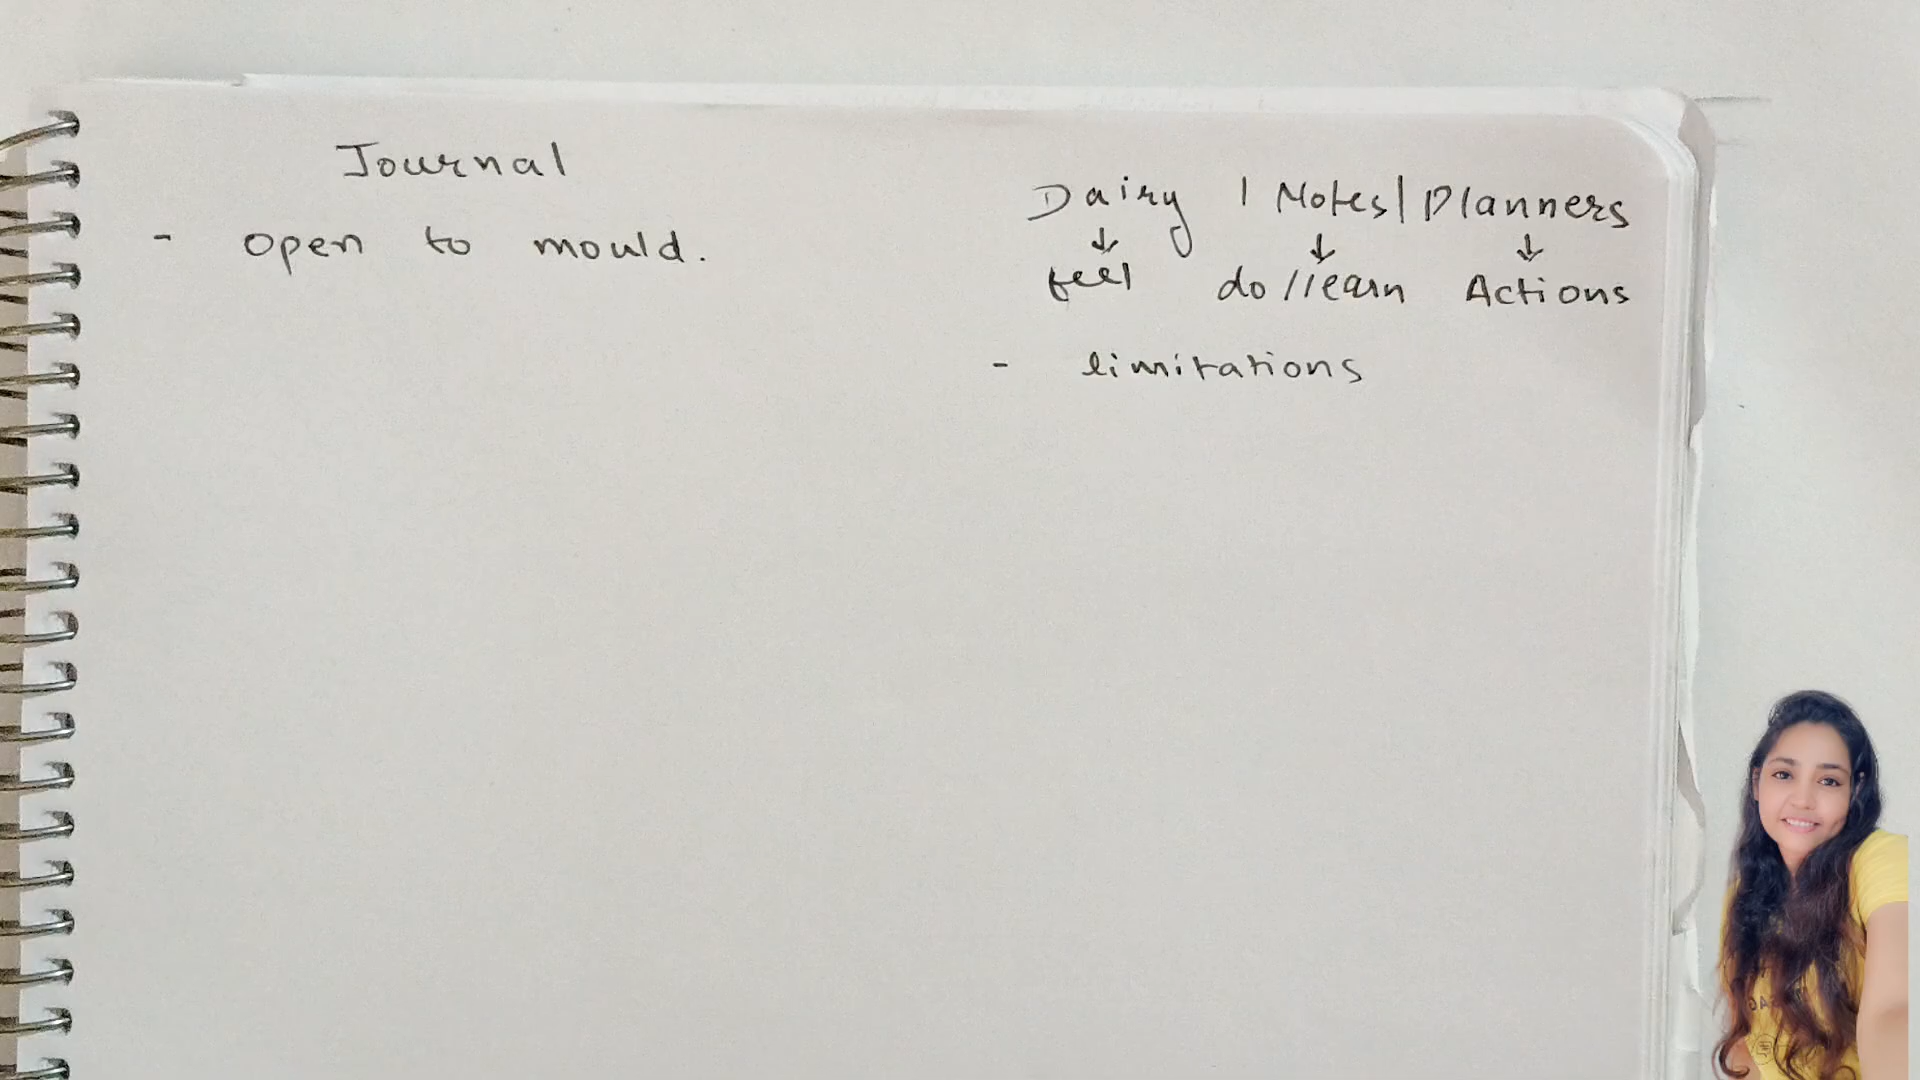 Journal
- open to mould.
Dairy | Notes | Planners
↓ ↓ ↓
feel do / learn Actions
- limitations